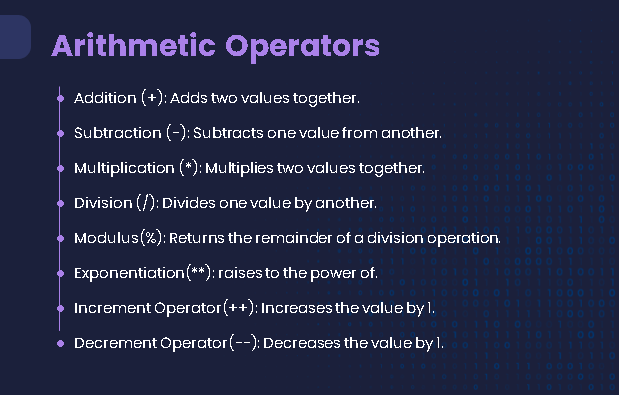 Arithmetic Operators
Addition (+): Adds two values together.
Subtraction (-): Subtracts one value from another.
Multiplication (*): Multiplies two values together.
Division (/): Divides one value by another.
Modulus(%): Returns the remainder of a division operation.
Exponentiation(**): raises to the power of.
Increment Operator(++): Increases the value by 1.
Decrement Operator(--): Decreases the value by 1.